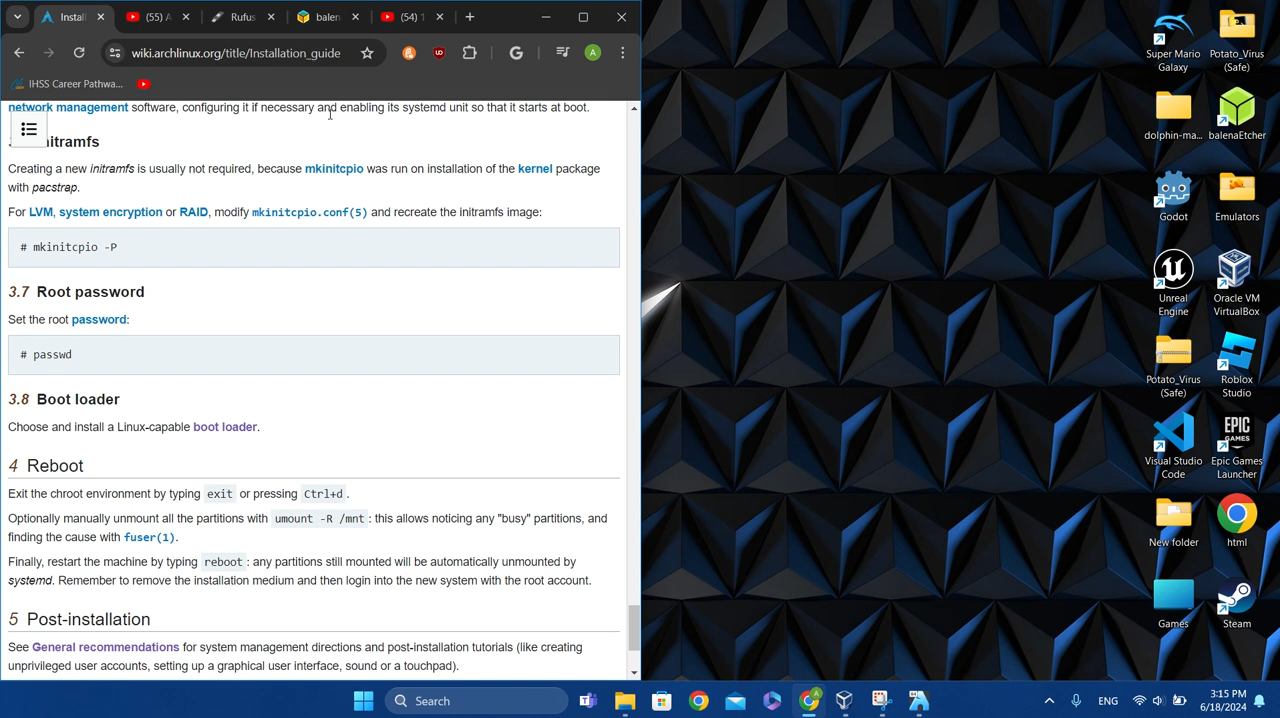 Install
(55) A
Rufus
balen
(54) 1
wiki.archlinux.org/title/Installation_guide
A
IHSS Career Pathwa...
network management software, configuring it if necessary and enabling its systemd unit so that it starts at boot.
itramfs
Creating a new initramfs is usually not required, because mkinitcpio was run on installation of the kernel package
with pacstrap.
For LVM, system encryption or RAID, modify mkinitcpio.conf(5) and recreate the initramfs image:
# mkinitcpio -P
3.7 Root password
Set the root password:
# passwd
3.8 Boot loader
Choose and install a Linux-capable boot loader.
4 Reboot
Exit the chroot environment by typing exit or pressing Ctrl+d.
Optionally manually unmount all the partitions with umount -R /mnt: this allows noticing any "busy" partitions, and
finding the cause with fuser(1).
Finally, restart the machine by typing reboot: any partitions still mounted will be automatically unmounted by
systemd. Remember to remove the installation medium and then login into the new system with the root account.
5 Post-installation
See General recommendations for system management directions and post-installation tutorials (like creating
unprivileged user accounts, setting up a graphical user interface, sound or a touchpad).
Super Mario
Galaxy
Potato_Virus
(Safe)
dolphin-ma...
balenaEtcher
Godot
Emulators
Unreal
Engine
Oracle VM
VirtualBox
Potato_Virus
(Safe)
Roblox
Studio
Visual Studio
Code
Epic Games
Launcher
New folder
html
Games
Steam
Search
ENG
3:15 PM
6/18/2024